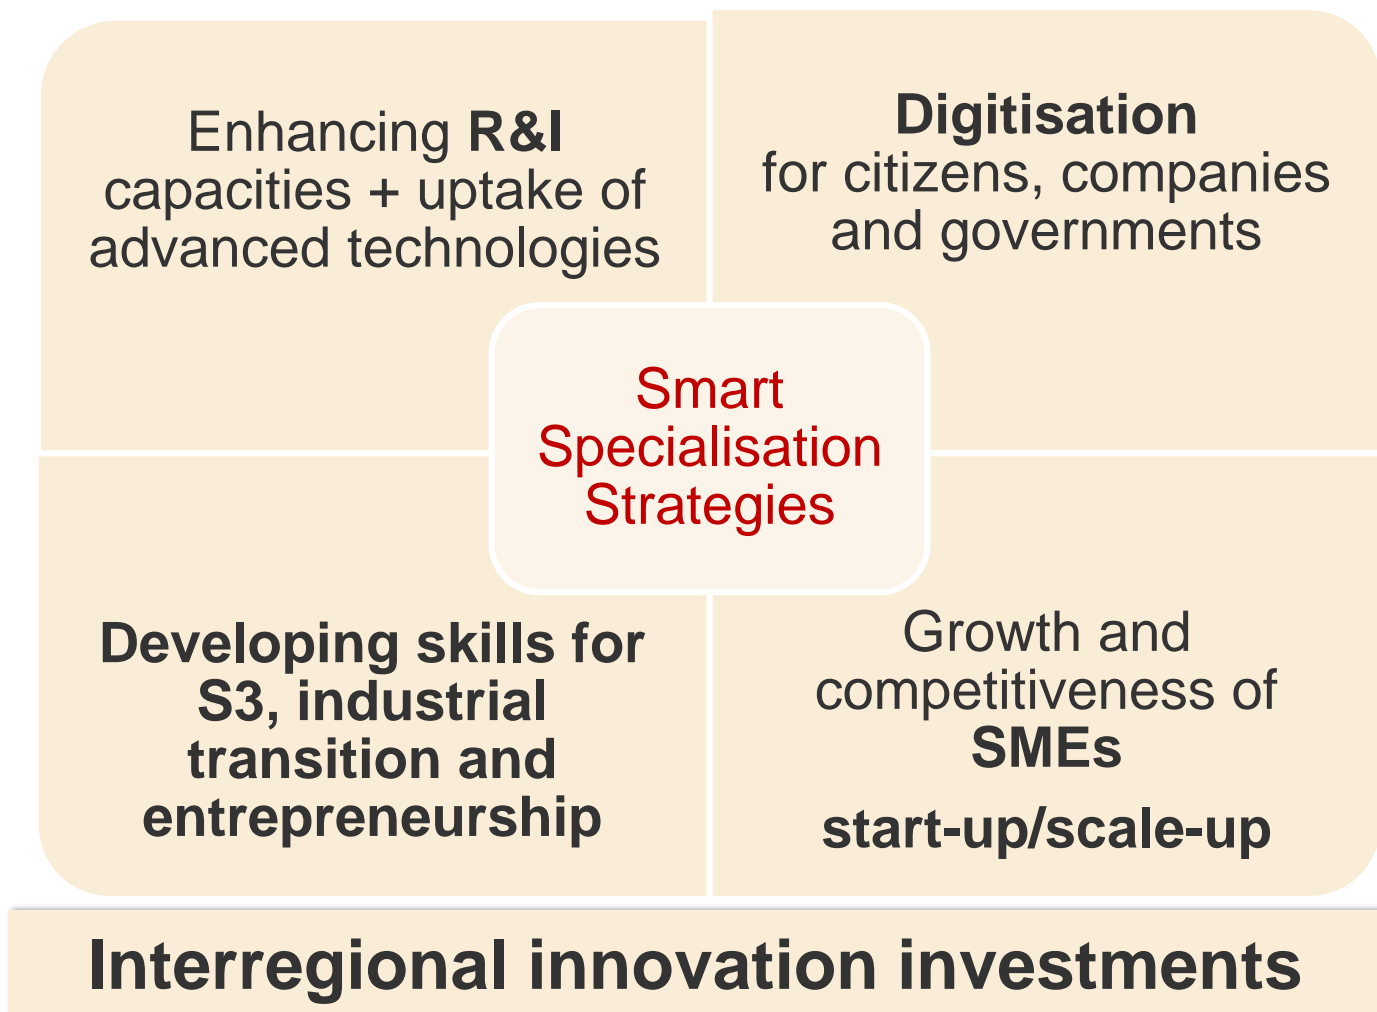 Enhancing R&I
capacities + uptake of
advanced technologies
Digitisation
for citizens, companies
and governments
Smart
Specialisation
Strategies
Developing skills for
S3, industrial
transition and
entrepreneurship
Growth and
competitiveness of
SMEs
start-up/scale-up
Interregional innovation investments